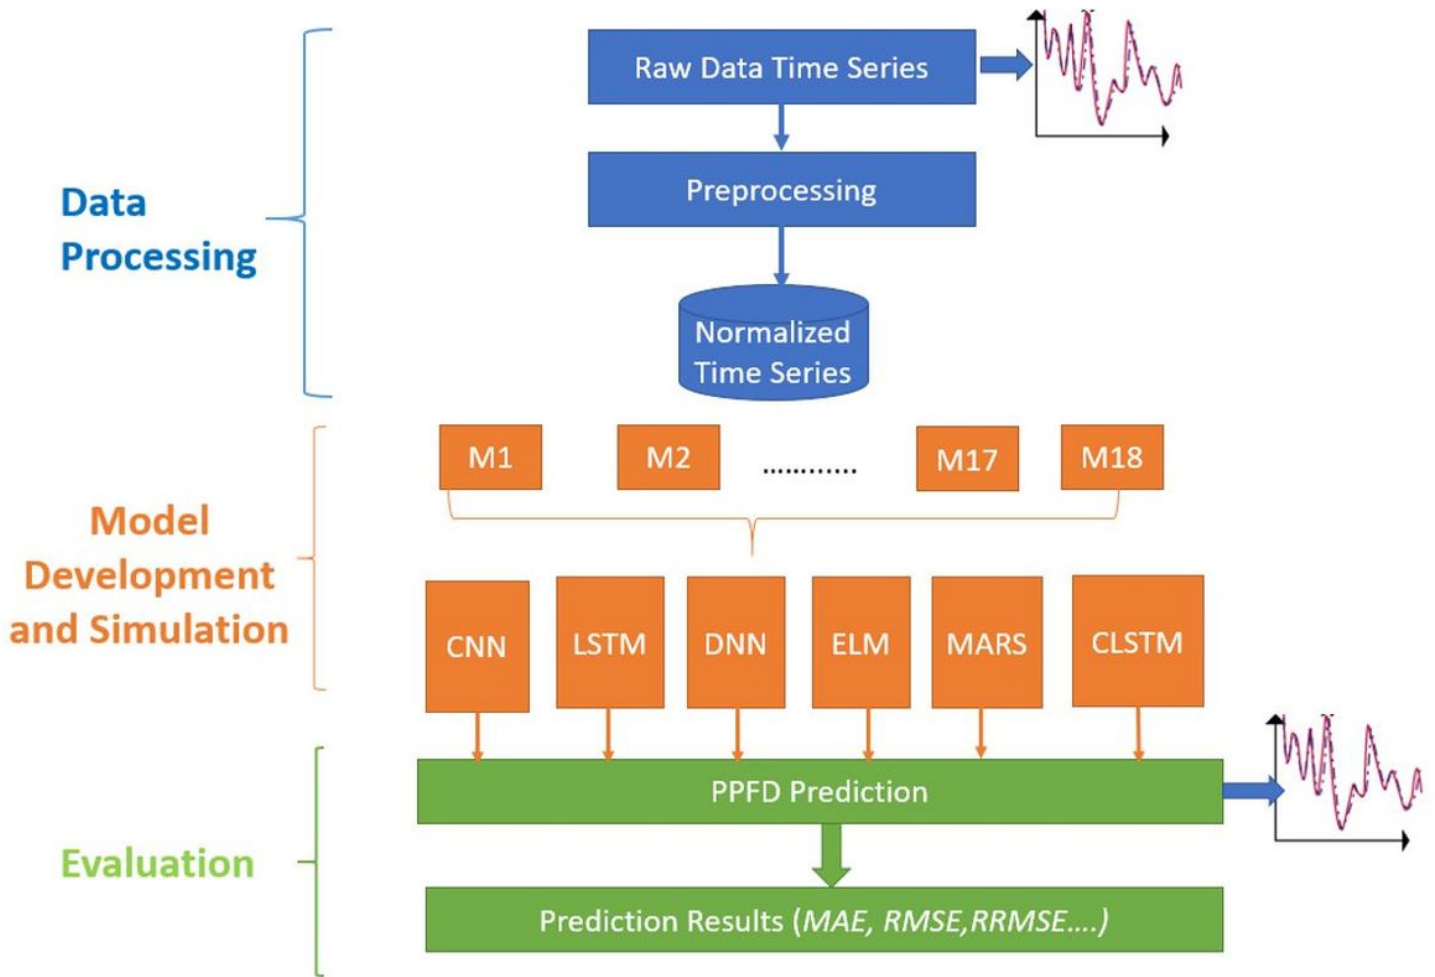 Raw Data Time Series
Preprocessing
Data
Processing
Normalized
Time Series
M1
M2
.............
M17
M18
Model
Development
and Simulation
CNN
LSTM
DNN
ELM
MARS
CLSTM
PPFD Prediction
Evaluation
Prediction Results (MAE, RMSE,RRMSE....)